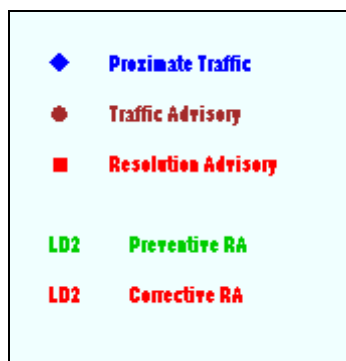 Proximate Traffic
Traffic Advisory
Resolution Advisory
LD2 Preventive RA
LD2 Corrective RA